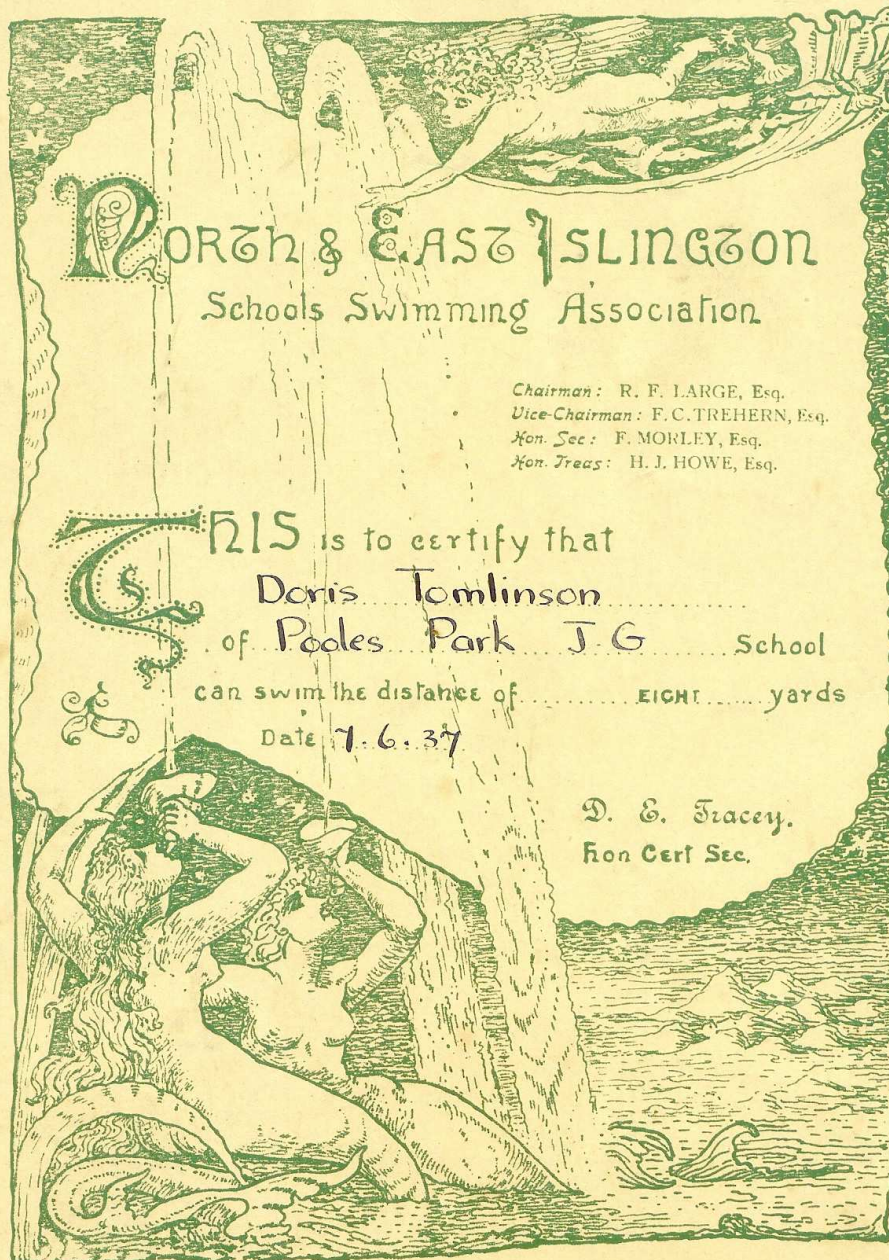 North & East Islington
Schools Swimming Association
Chairman: R. F. LARGE, Esq.
Vice-Chairman: F. C. TREHERN, Esq.
Hon. Sec: F. MORLEY, Esq.
Hon. Treas: H. J. HOWE, Esq.
THIS is to certify that
Doris Tomlinson
of Pooles Park J. G School
can swim the distance of EIGHT yards
Date 7. 6. 37
D. E. Tracey.
Hon Cert Sec.